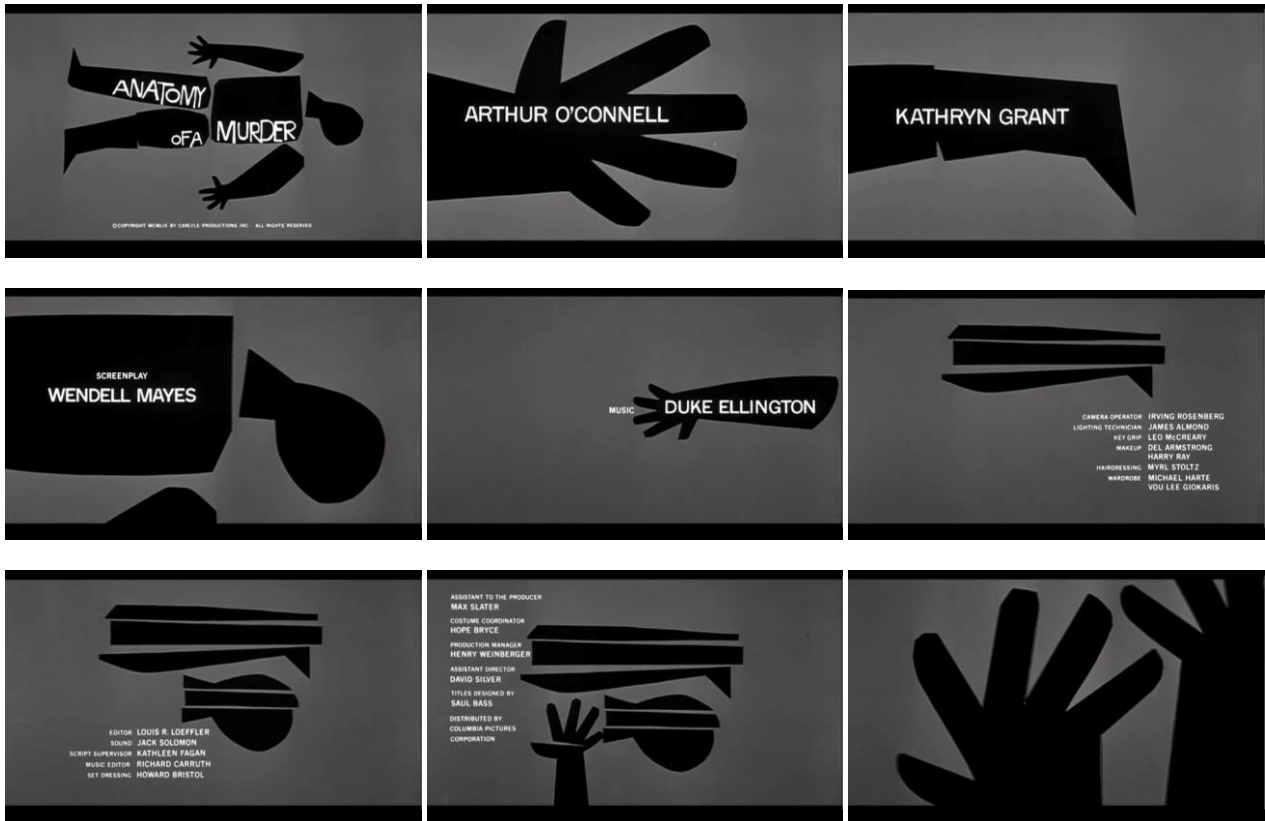 ANATOMY
OF A
MURDER
©COPYRIGHT MCMLIX BY CARLYLE PRODUCTIONS, INC. ALL RIGHTS RESERVED
ARTHUR O'CONNELL
KATHRYN GRANT
SCREENPLAY
WENDELL MAYES
MUSIC DUKE ELLINGTON
CAMERA OPERATOR IRVING ROSENBERG
LIGHTING TECHNICIAN JAMES ALMOND
KEY GRIP LEO McCREARY
MAKEUP DEL ARMSTRONG
HARRY RAY
HAIRDRESSING MYRL STOLTZ
WARDROBE MICHAEL HARTE
VOU LEE GIOKARIS
EDITOR LOUIS R. LOEFFLER
SOUND JACK SOLOMON
SCRIPT SUPERVISOR KATHLEEN FAGAN
MUSIC EDITOR RICHARD CARRUTH
SET DRESSING HOWARD BRISTOL
ASSISTANT TO THE PRODUCER
MAX SLATER
COSTUME COORDINATOR
HOPE BRYCE
PRODUCTION MANAGER
HENRY WEINBERGER
ASSISTANT DIRECTOR
DAVID SILVER
TITLES DESIGNED BY
SAUL BASS
DISTRIBUTED BY
COLUMBIA PICTURES
CORPORATION